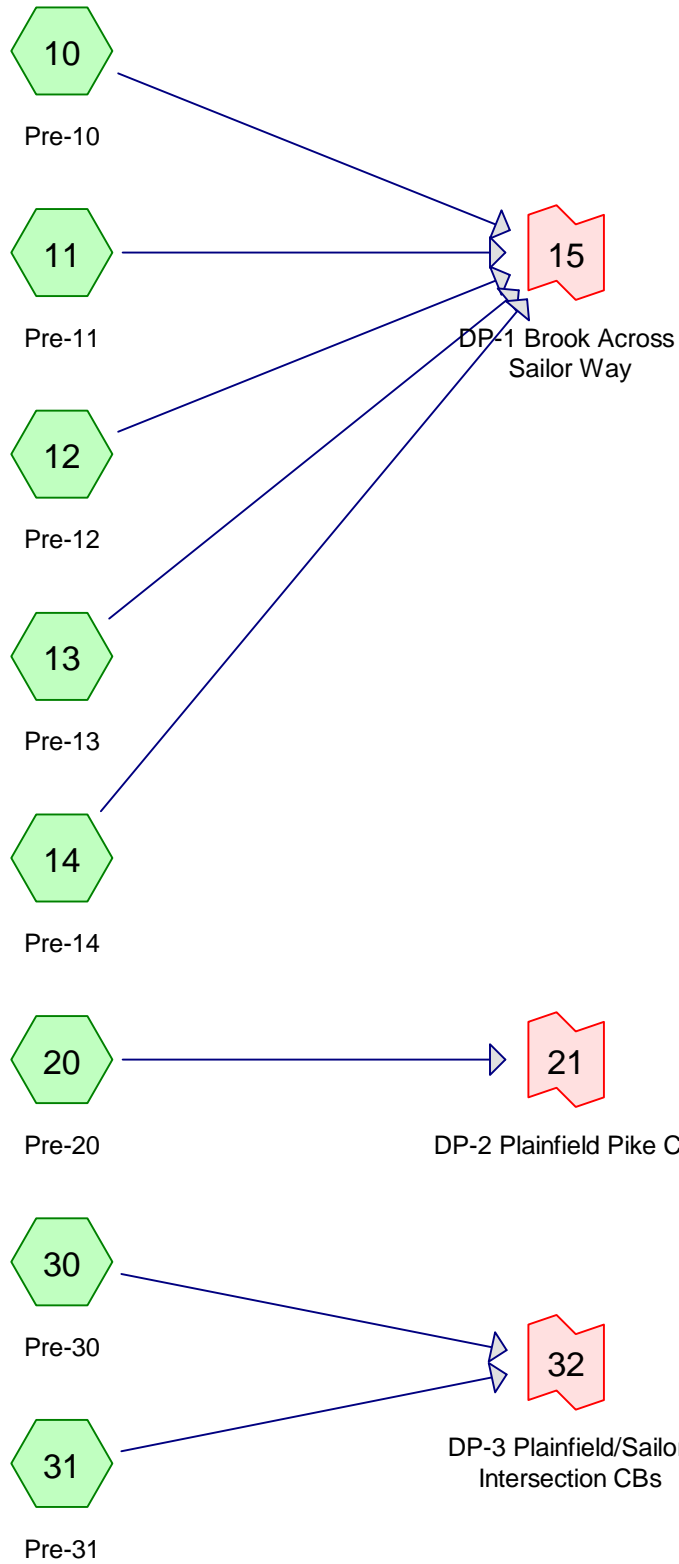 10
Pre-10
11
Pre-11
15
DP-1 Brook Across
Sailor Way
12
Pre-12
13
Pre-13
14
Pre-14
20
Pre-20
21
DP-2 Plainfield Pike
30
Pre-30
32
DP-3 Plainfield/Sailor
Intersection CBs
31
Pre-31